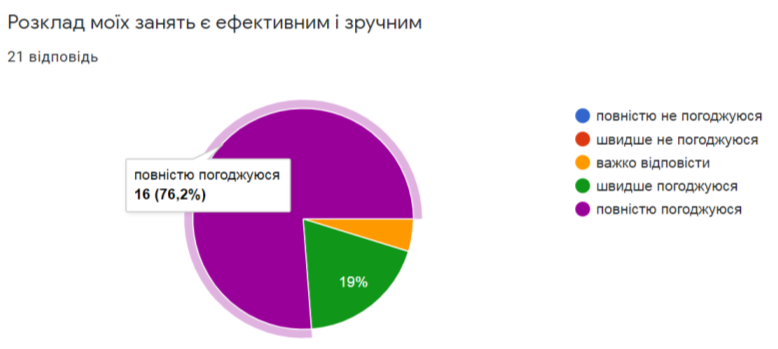 Розклад моїх занять є ефективним і зручним
21 відповідь
повністю погоджуюся
16 (76,2%)
19%
повністю не погоджуюся
швидше не погоджуюся
важко відповісти
швидше погоджуюся
повністю погоджуюся